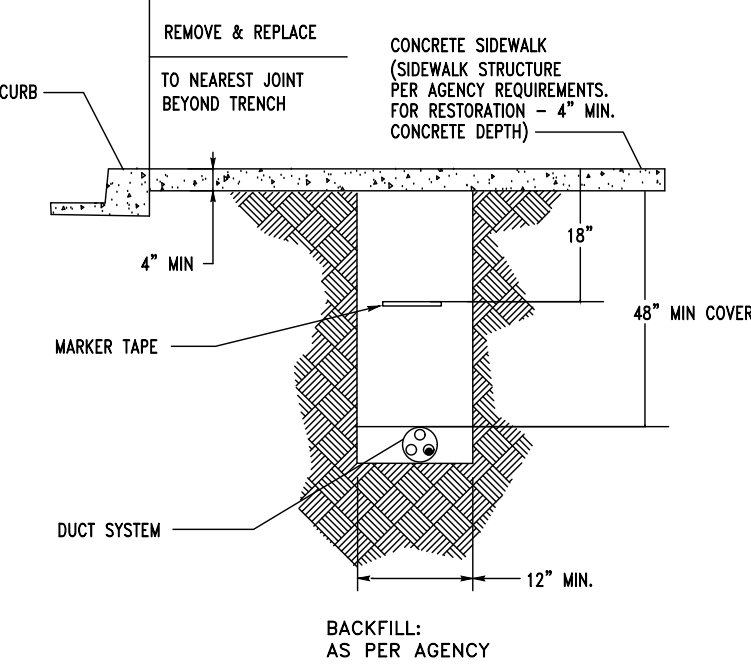 REMOVE & REPLACE
TO NEAREST JOINT
BEYOND TRENCH
CONCRETE SIDEWALK
(SIDEWALK STRUCTURE
PER AGENCY REQUIREMENTS.
FOR RESTORATION - 4" MIN.
CONCRETE DEPTH)
CURB
4" MIN
18"
48" MIN COVER
MARKER TAPE
DUCT SYSTEM
12" MIN.
BACKFILL:
AS PER AGENCY